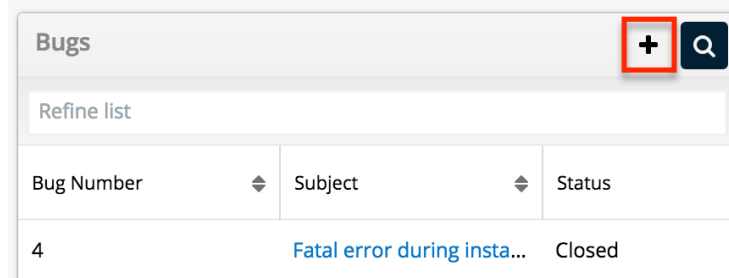 Bugs
Refine list
Bug Number Subject Status
4 Fatal error during insta... Closed